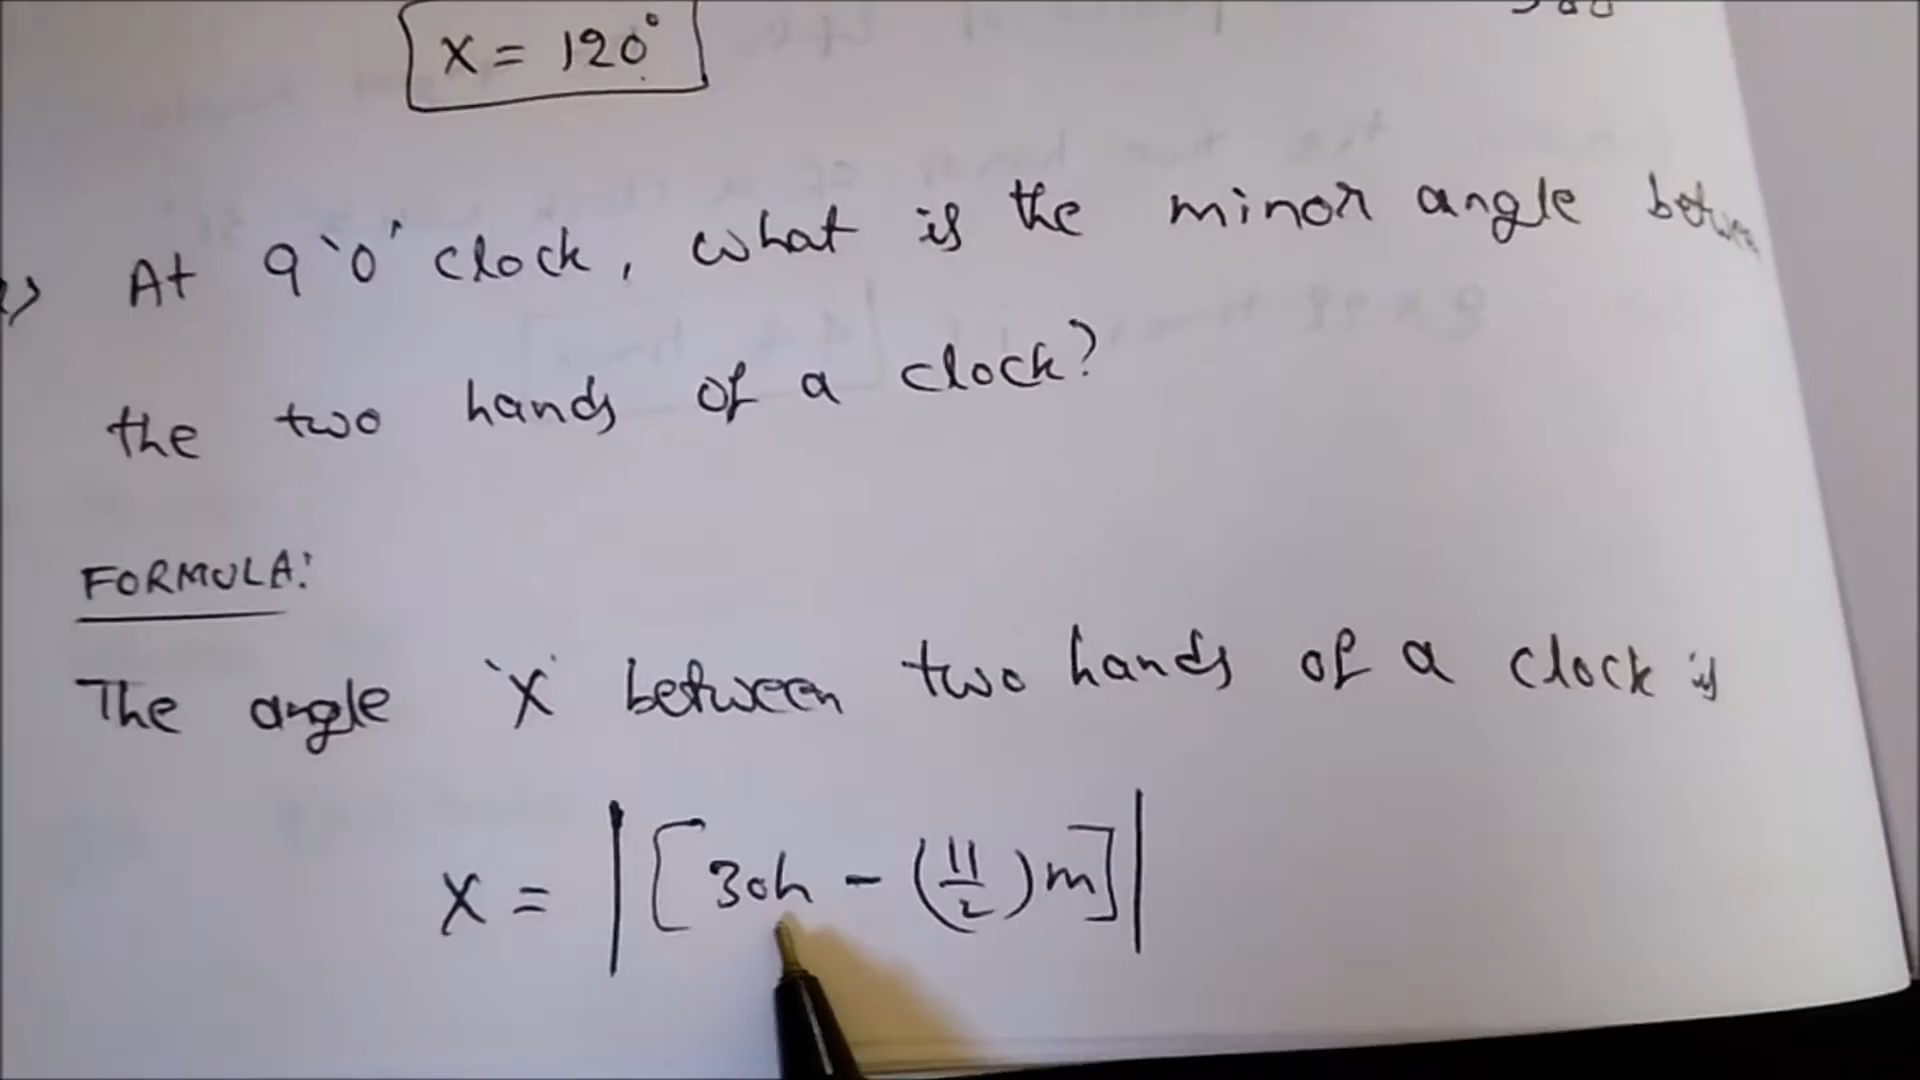 x = 120°
At 9 'o' clock, what is the minor angle between
the two hands of a clock?
FORMULA:
The angle 'x' between two hands of a clock is
x = |[30h - (11/2)m]|